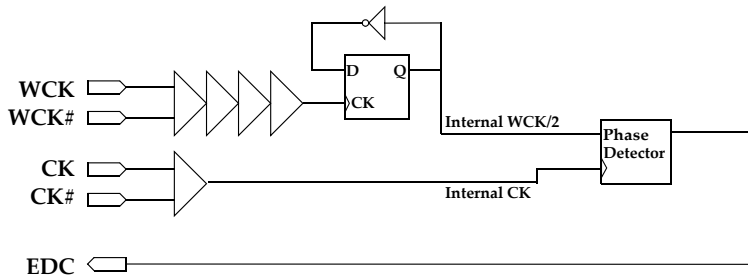 WCK
WCK#
D
Q
CK
Internal WCK/2
Phase
Detector
CK
CK#
Internal CK
EDC